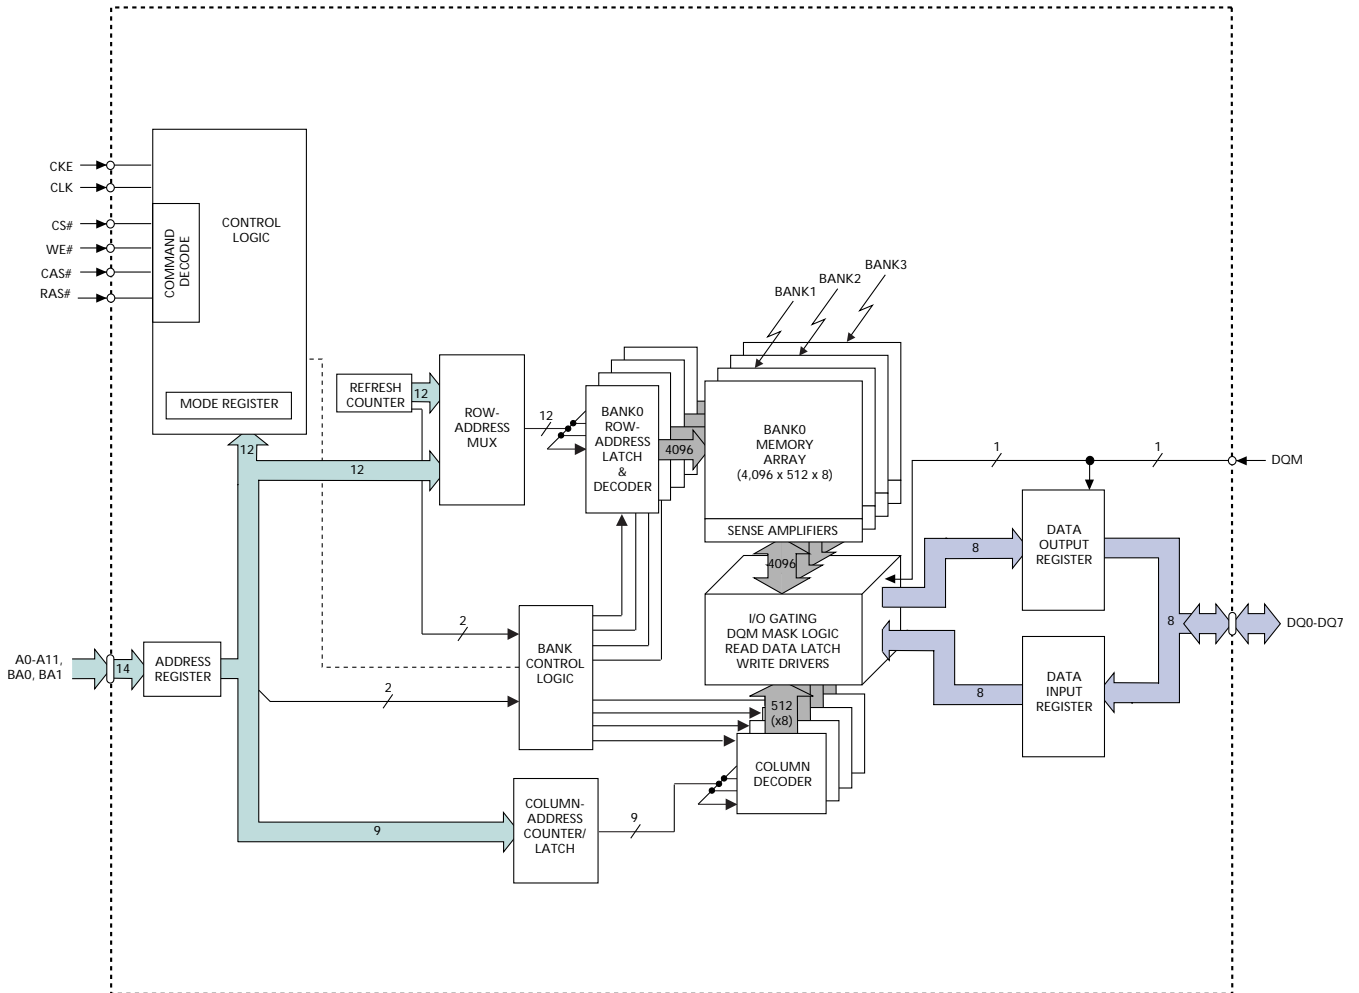 CKE
CLK
CS#
WE#
CAS#
RAS#
COMMAND
DECODE
CONTROL
LOGIC
MODE REGISTER
12
12
REFRESH
COUNTER
12
ROW-
ADDRESS
MUX
12
BANK0
ROW-
ADDRESS
LATCH
&
DECODER
4096
BANK1
BANK2
BANK3
BANK0
MEMORY
ARRAY
(4,096 x 512 x 8)
SENSE AMPLIFIERS
4096
I/O GATING
DQM MASK LOGIC
READ DATA LATCH
WRITE DRIVERS
1
1
DQM
DATA
OUTPUT
REGISTER
8
8
DQ0-DQ7
DATA
INPUT
REGISTER
8
A0-A11,
BA0, BA1
14
ADDRESS
REGISTER
2
2
BANK
CONTROL
LOGIC
512
(x8)
COLUMN
DECODER
9
COLUMN-
ADDRESS
COUNTER/
LATCH
9